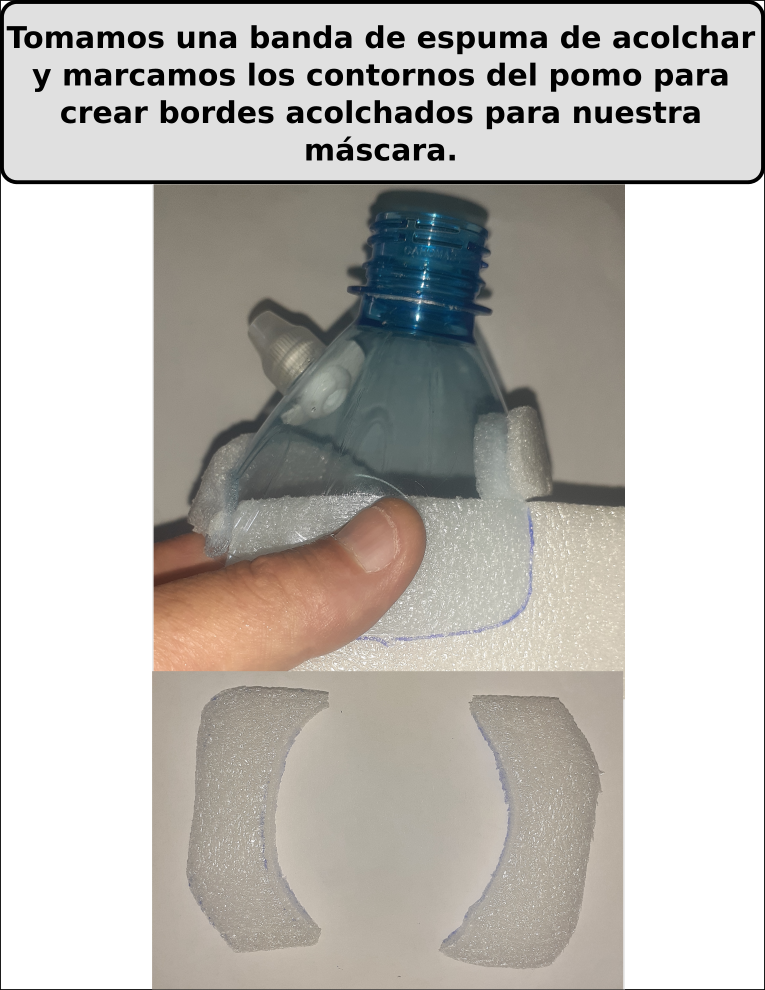 Tomamos una banda de espuma de acolchar
y marcamos los contornos del pomo para
crear bordes acolchados para nuestra
máscara.